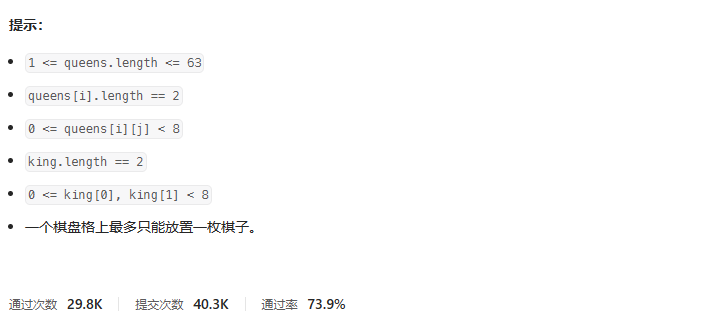 提示：
1 <= queens.length <= 63
queens[i].length == 2
0 <= queens[i][j] < 8
king.length == 2
0 <= king[0], king[1] < 8
一个棋盘格上最多只能放置一枚棋子。
通过次数 29.8K 提交次数 40.3K 通过率 73.9%